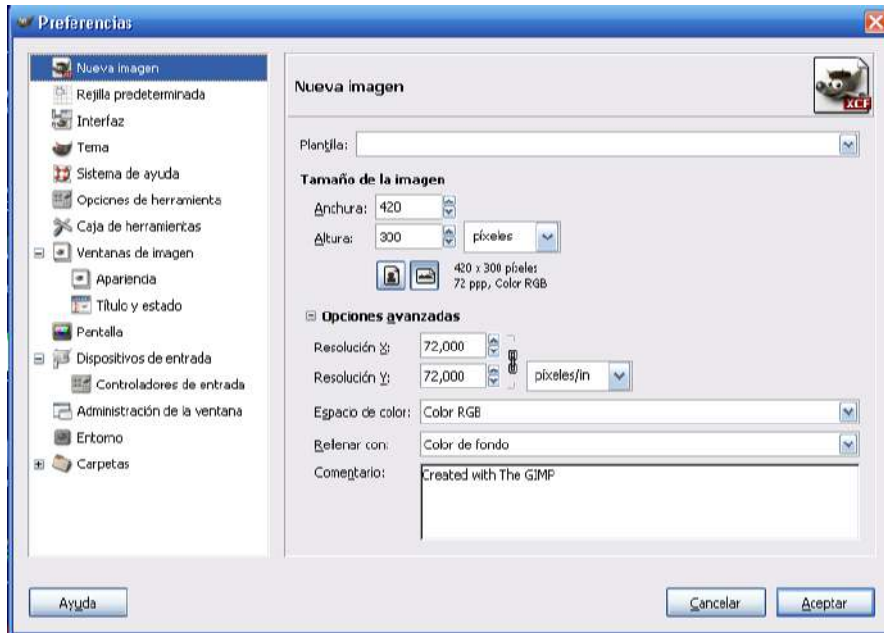 Preferencias
Nueva imagen
Rejilla predeterminada
Interfaz
Tema
Sistema de ayuda
Opciones de herramienta
Caja de herramientas
Ventanas de imagen
Apariencia
Título y estado
Pantalla
Dispositivos de entrada
Controladores de entrada
Administración de la ventana
Entorno
Carpetas
Nueva imagen
XCF
Plantilla:
Tamaño de la imagen
Anchura: 420
Altura: 300 píxeles
420 x 300 píxeles
72 ppp, Color RGB
Opciones avanzadas
Resolución X: 72,000
Resolución Y: 72,000 píxeles/in
Espacio de color: Color RGB
Rellenar con: Color de fondo
Comentario: Created with The GIMP
Ayuda Cancelar Aceptar